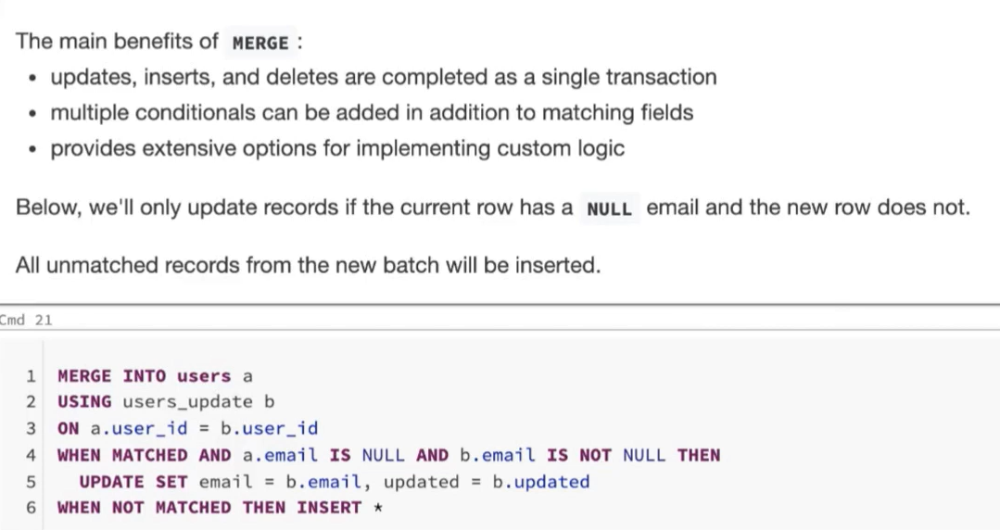 The main benefits of MERGE :
• updates, inserts, and deletes are completed as a single transaction
• multiple conditionals can be added in addition to matching fields
• provides extensive options for implementing custom logic
Below, we'll only update records if the current row has a NULL email and the new row does not.
All unmatched records from the new batch will be inserted.
Cmd 21
1 MERGE INTO users a
2 USING users_update b
3 ON a.user_id = b.user_id
4 WHEN MATCHED AND a.email IS NULL AND b.email IS NOT NULL THEN
5   UPDATE SET email = b.email, updated = b.updated
6 WHEN NOT MATCHED THEN INSERT *